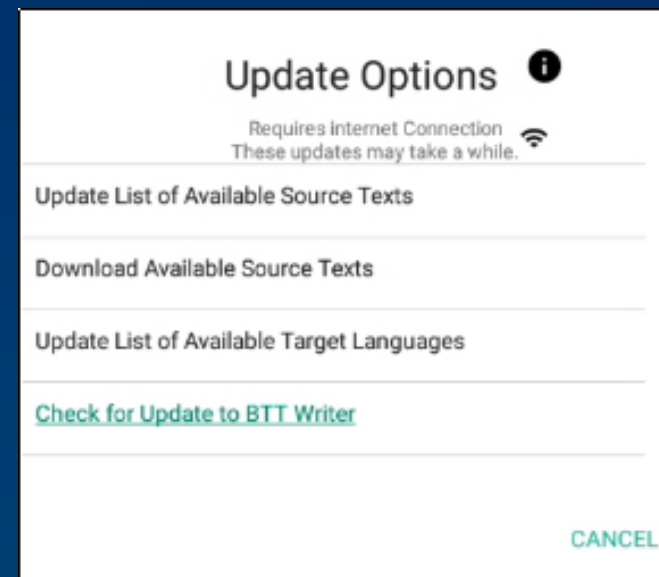 Update Options
Requires internet Connection
These updates may take a while.
Update List of Available Source Texts
Download Available Source Texts
Update List of Available Target Languages
Check for Update to BTT Writer
CANCEL